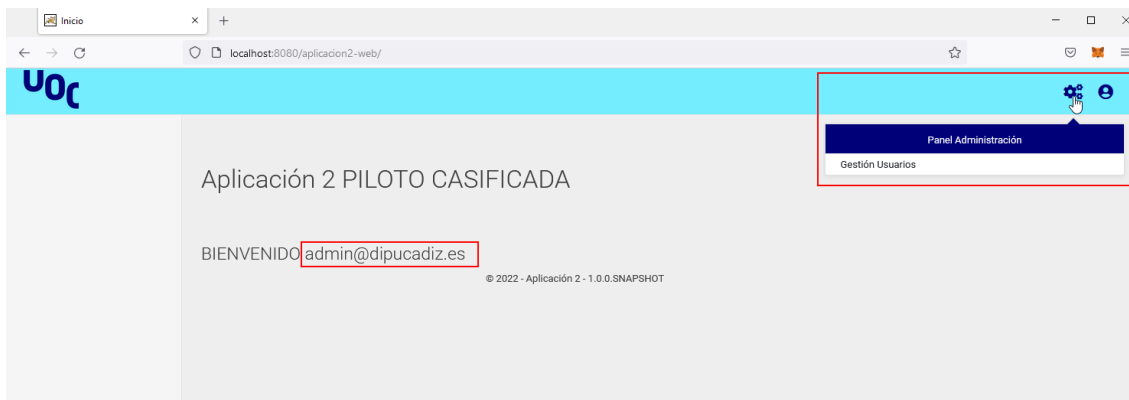 Inicio
localhost:8080/aplicacion2-web/
UOC
Panel Administración
Gestión Usuarios
Aplicación 2 PILOTO CASIFICADA
BIENVENIDO admin@dipucadiz.es
© 2022 - Aplicación 2 - 1.0.0.SNAPSHOT